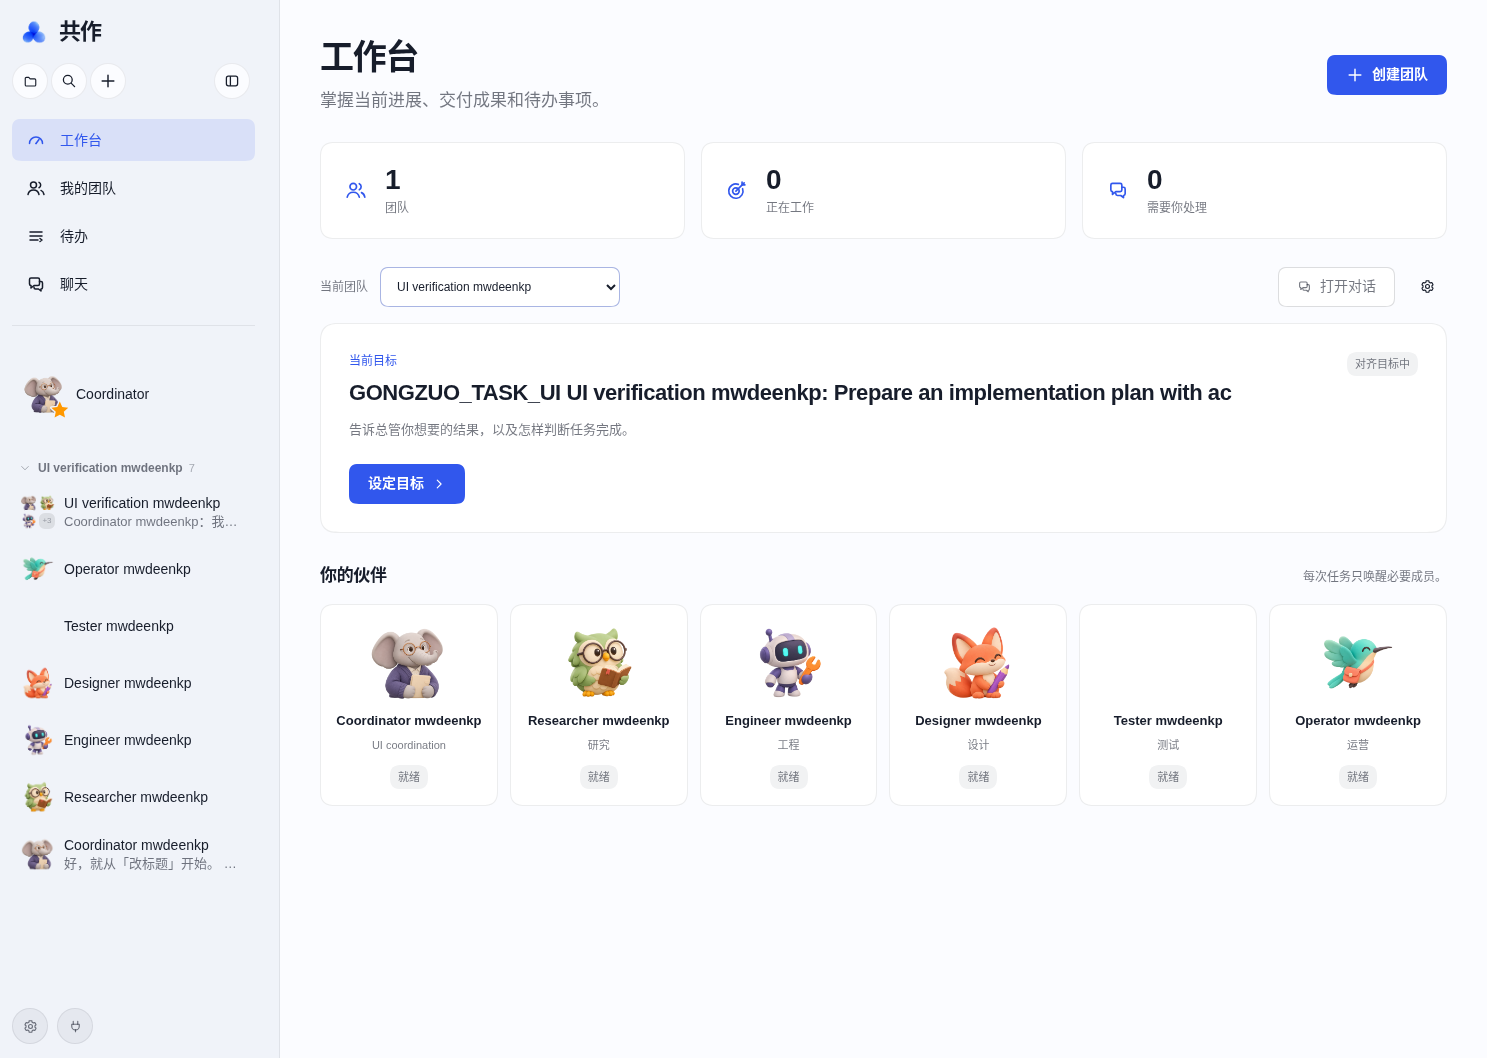 共作
工作台
我的团队
待办
聊天
Coordinator
UI verification mwdeenkp 7
UI verification mwdeenkp
+3
Coordinator mwdeenkp：我…
Operator mwdeenkp
Tester mwdeenkp
Designer mwdeenkp
Engineer mwdeenkp
Researcher mwdeenkp
Coordinator mwdeenkp
好，就从「改标题」开始。 …
工作台
掌握当前进展、交付成果和待办事项。
创建团队
1
团队
0
正在工作
0
需要你处理
当前团队
UI verification mwdeenkp
打开对话
当前目标
对齐目标中
GONGZUO_TASK_UI UI verification mwdeenkp: Prepare an implementation plan with ac
告诉总管你想要的结果，以及怎样判断任务完成。
设定目标
你的伙伴
每次任务只唤醒必要成员。
Coordinator mwdeenkp
UI coordination
就绪
Researcher mwdeenkp
研究
就绪
Engineer mwdeenkp
工程
就绪
Designer mwdeenkp
设计
就绪
Tester mwdeenkp
测试
就绪
Operator mwdeenkp
运营
就绪